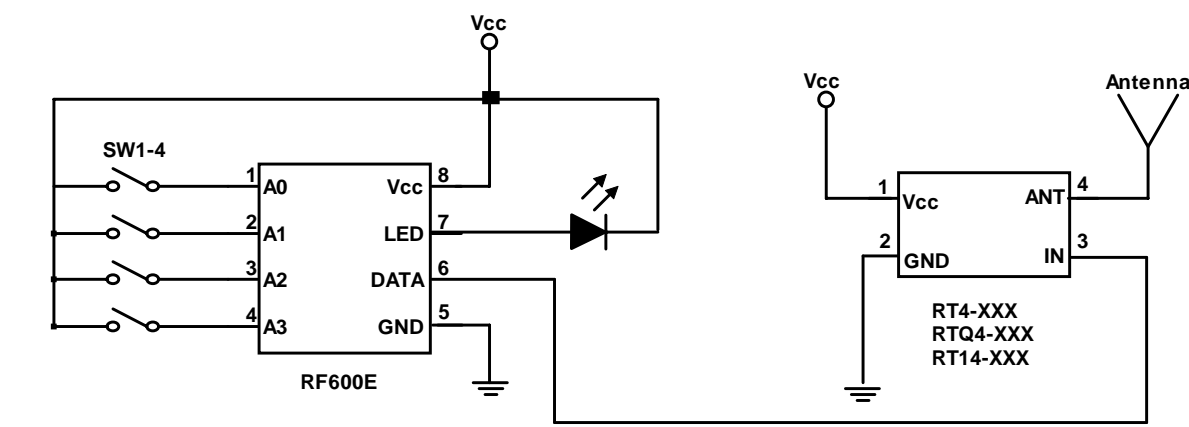 Vcc
SW1-4
1
A0
2
A1
3
A2
4
A3
Vcc
8
LED
7
DATA
6
GND
5
RF600E
Vcc
Antenna
1
Vcc
2
GND
ANT
4
IN
3
RT4-XXX
RTQ4-XXX
RT14-XXX